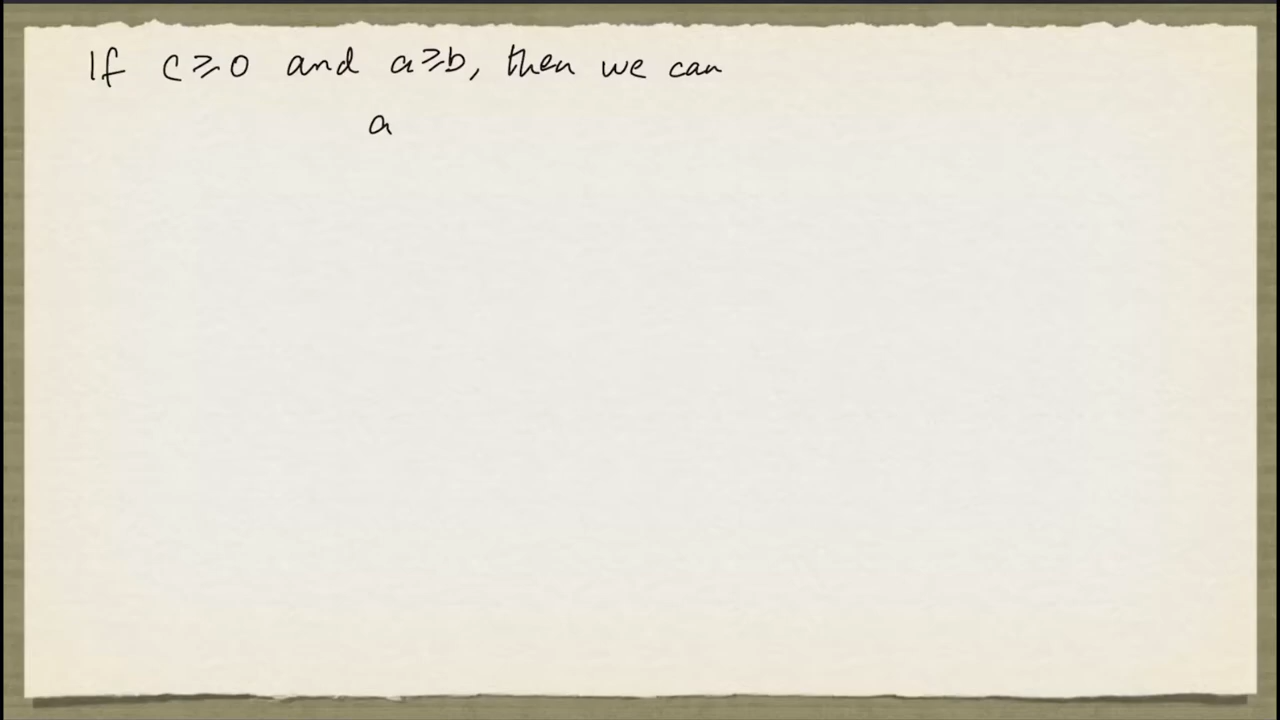 If c ⩾ 0 and a ⩾ b, then we can
a